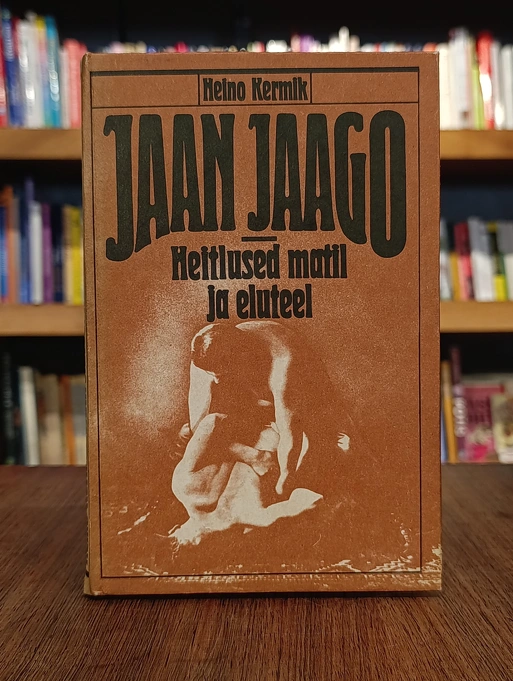 Heino Kermik
JAAN JAAGO
Heitlused matil
ja eluteel